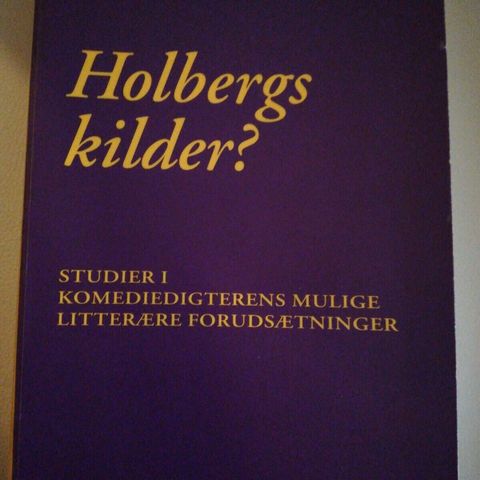 Holbergs
kilder?
STUDIER I
KOMEDIEDIGTERENS MULIGE
LITTERÆRE FORUDSÆTNINGER